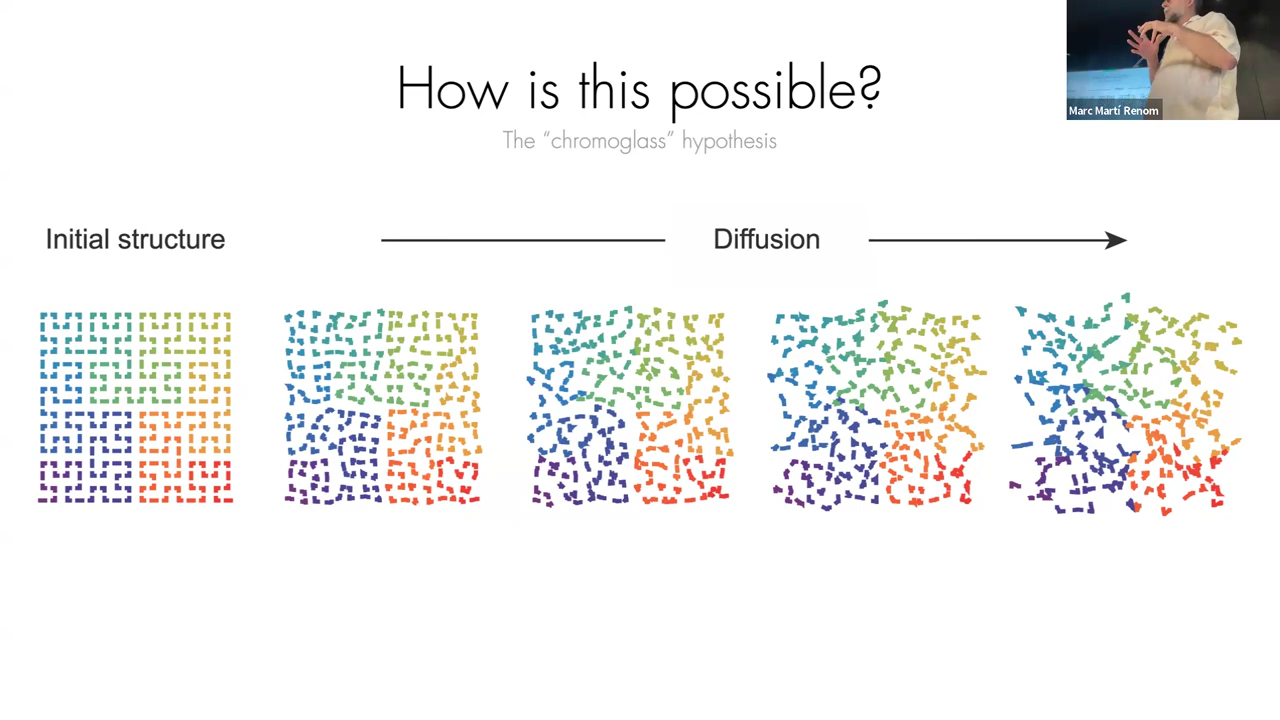 How is this possible?
The "chromoglass" hypothesis
Marc Martí Renom
Initial structure
Diffusion